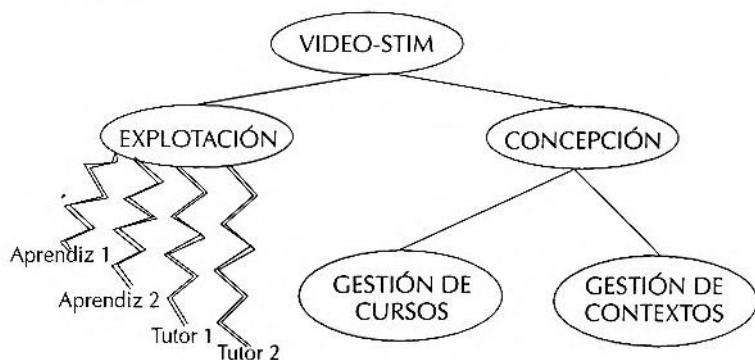 VIDEO-STIM
EXPLOTACIÓN
CONCEPCIÓN
Aprendiz 1
Aprendiz 2
Tutor 1
Tutor 2
GESTIÓN DE
CURSOS
GESTIÓN DE
CONTEXTOS